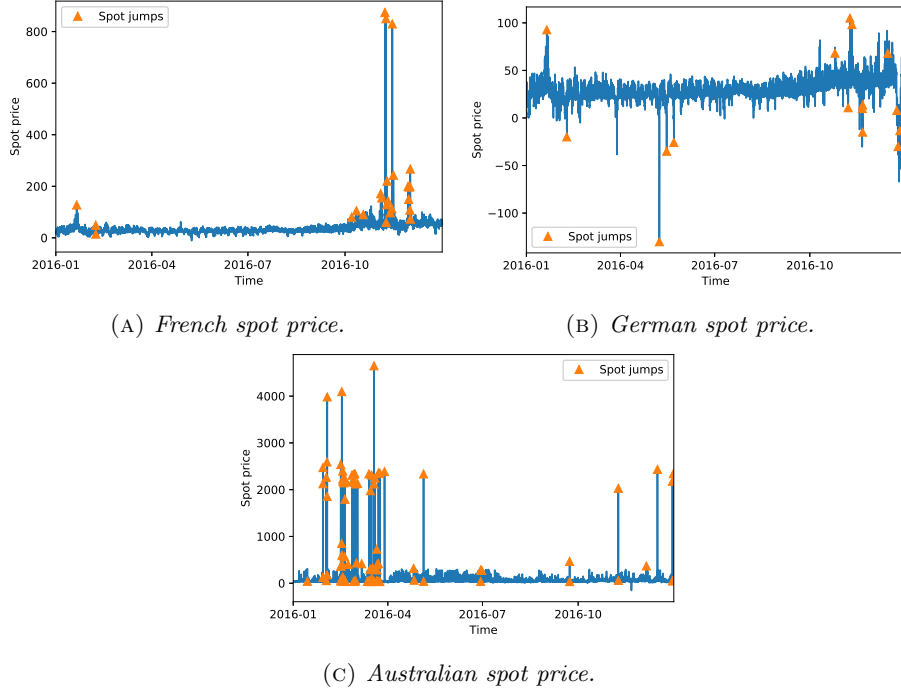 Spot jumps
800
600
400
200
0
Spot price
2016-01 2016-04 2016-07 2016-10
Time
(A) French spot price.
100
50
0
−50
−100
Spot price
Spot jumps
2016-01 2016-04 2016-07 2016-10
Time
(B) German spot price.
Spot jumps
4000
3000
2000
1000
0
Spot price
2016-01 2016-04 2016-07 2016-10
Time
(C) Australian spot price.